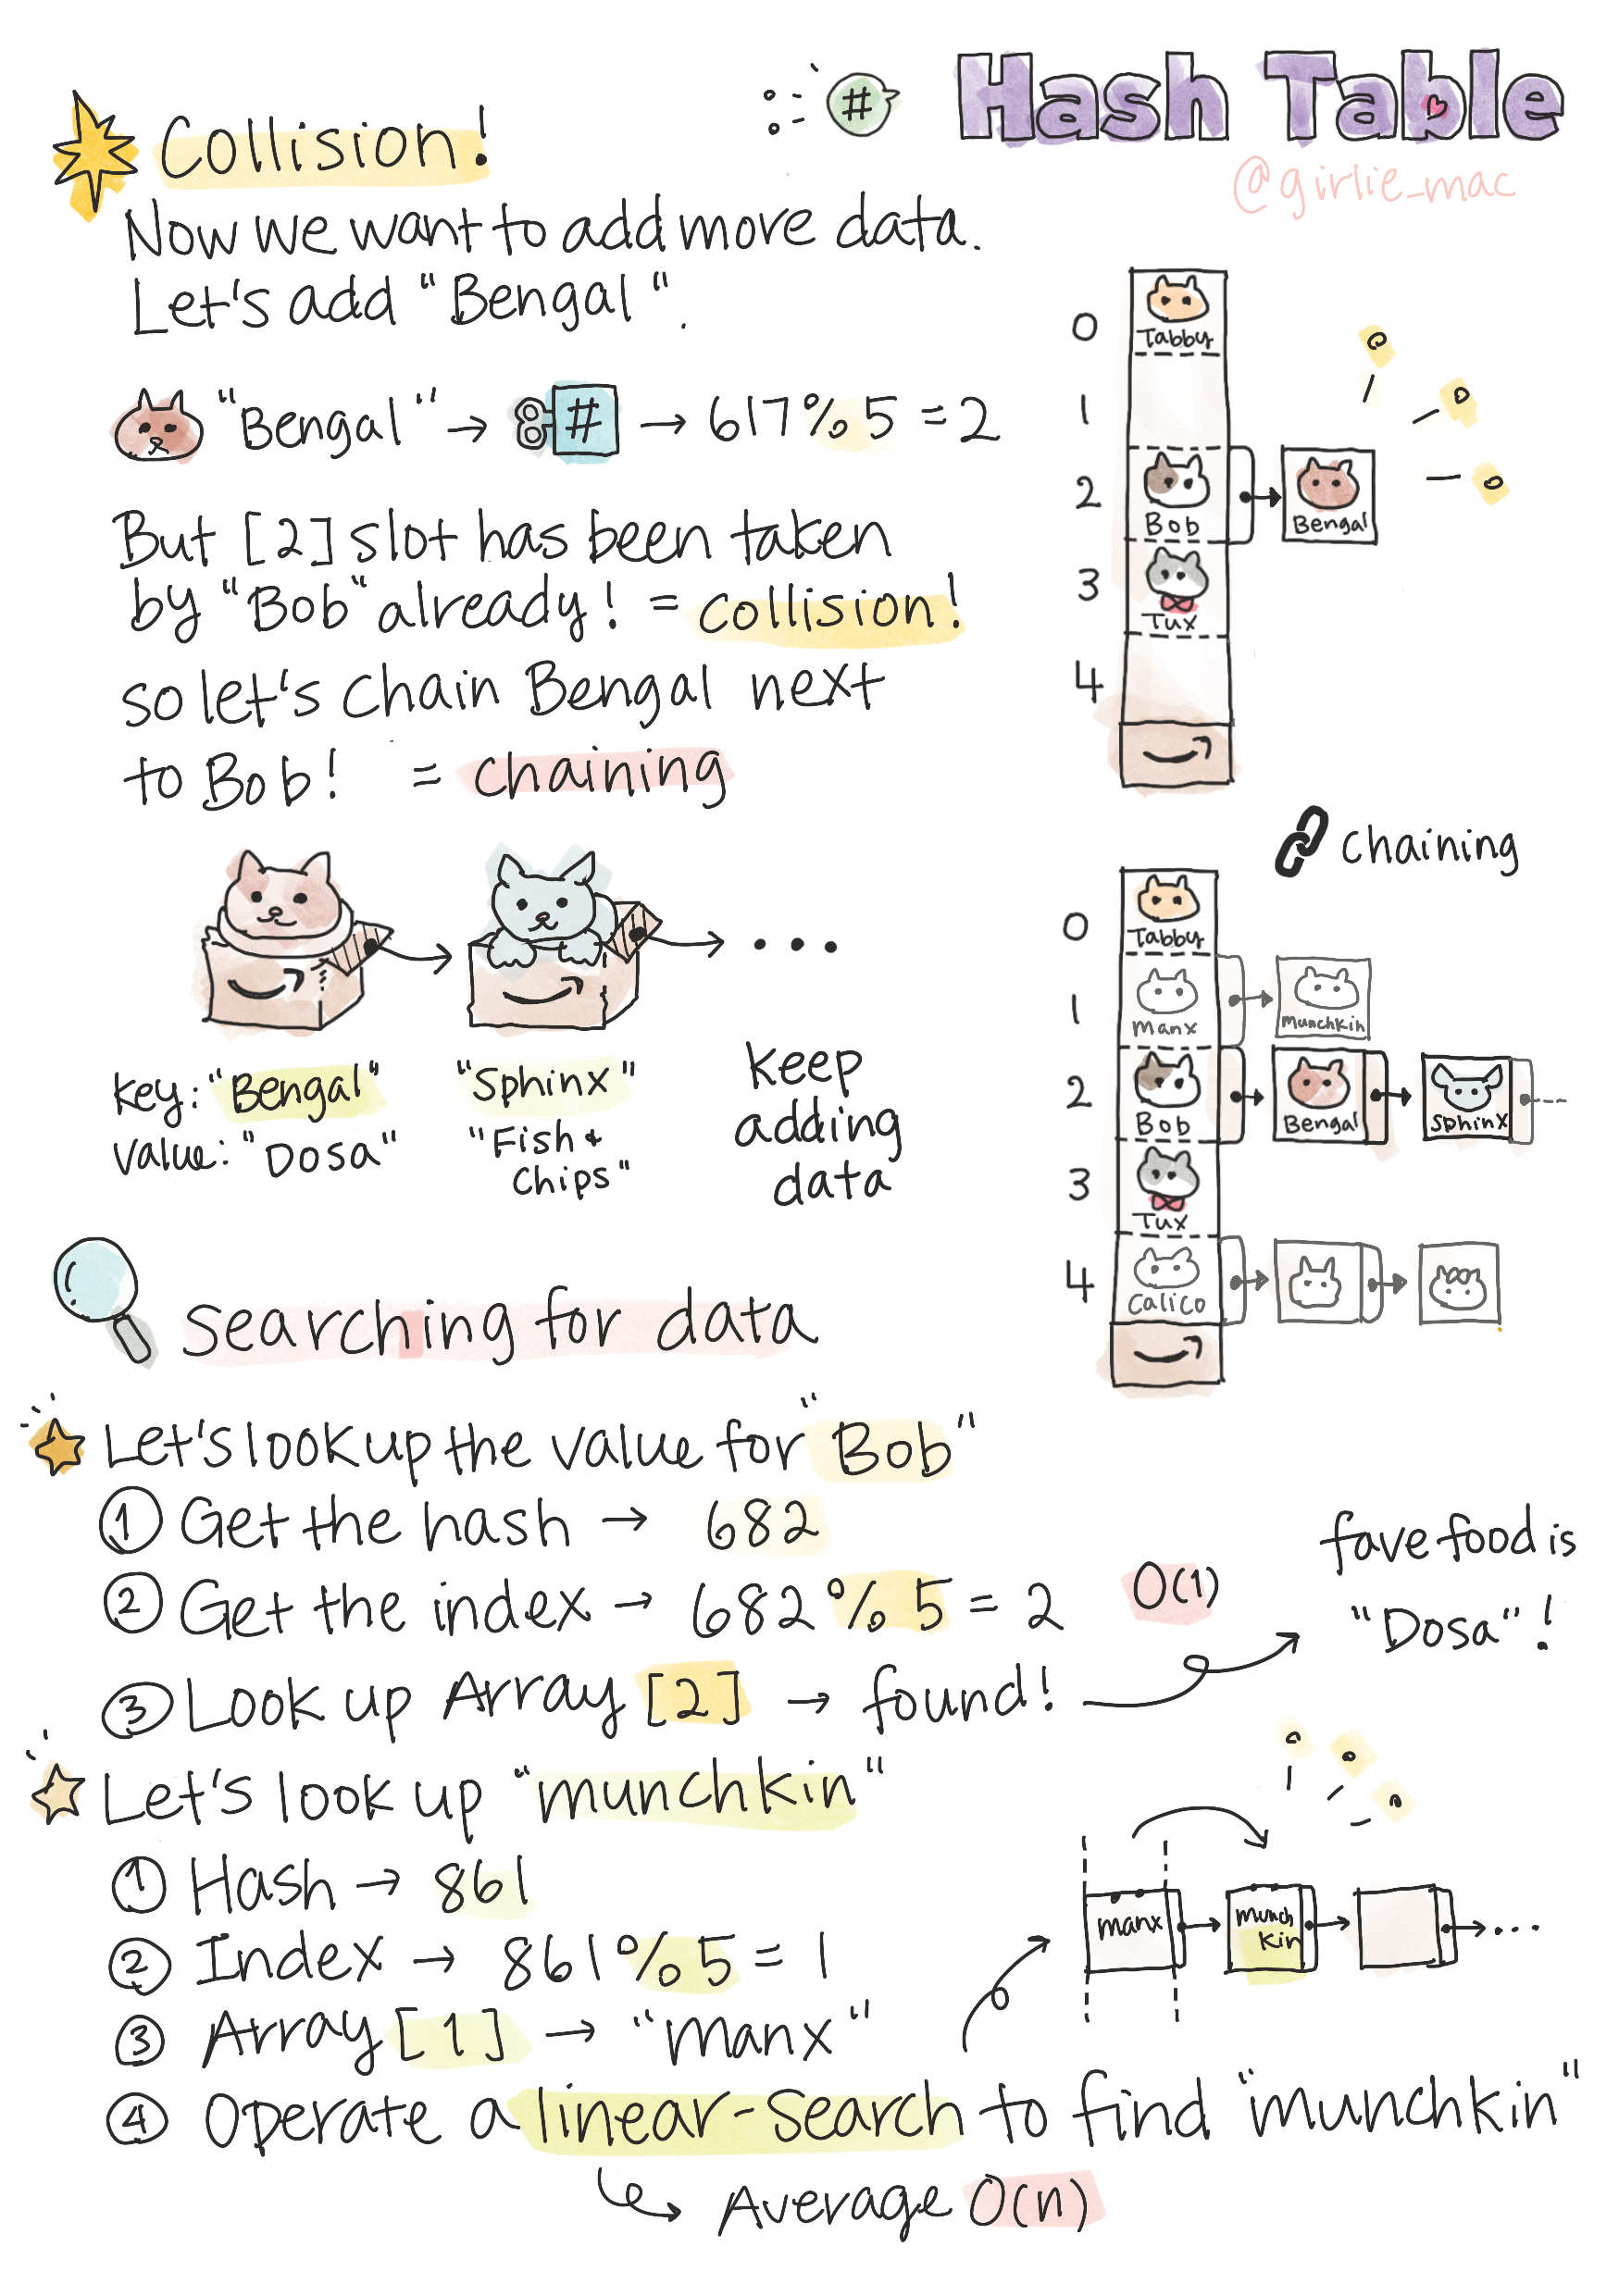 # Hash Table
@girlie_mac
Collision!
Now we want to add more data.
Let's add "Bengal".
"Bengal" → # → 617 % 5 = 2
But [2] slot has been taken
by "Bob" already! = collision!
so let's chain Bengal next
to Bob! = chaining
0
Tabby
1
2
Bob
Bengal
3
Tux
4
chaining
0
Tabby
1
Manx
Munchkin
2
Bob
Bengal
Sphinx
3
Tux
4
Calico
Key: "Bengal"
Value: "Dosa"
"Sphinx"
"Fish &
Chips"
...
Keep
adding
data
Searching for data
Let's look up the value for "Bob"
① Get the hash → 682
② Get the index → 682 % 5 = 2
O(1)
③ Look up Array [2] → found!
fave food is
"Dosa"!
Let's look up "munchkin"
① Hash → 861
② Index → 861 % 5 = 1
③ Array [1] → "Manx"
manx
munch
kin
...
④ Operate a linear-search to find "munchkin"
Average O(n)